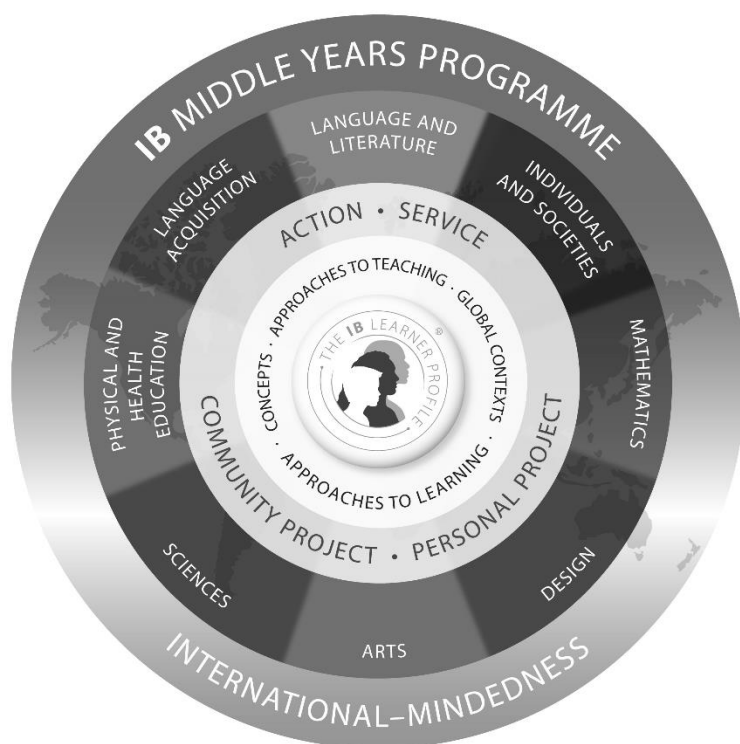 IB MIDDLE YEARS PROGRAMME
LANGUAGE AND
LITERATURE
INDIVIDUALS
AND SOCIETIES
MATHEMATICS
DESIGN
ARTS
SCIENCES
PHYSICAL AND
HEALTH
EDUCATION
LANGUAGE
ACQUISITION
ACTION • SERVICE
PERSONAL PROJECT •
COMMUNITY PROJECT
APPROACHES TO TEACHING ·
GLOBAL CONTEXTS ·
APPROACHES TO LEARNING ·
CONCEPTS ·
• THE IB LEARNER PROFILE •
®
INTERNATIONAL–MINDEDNESS